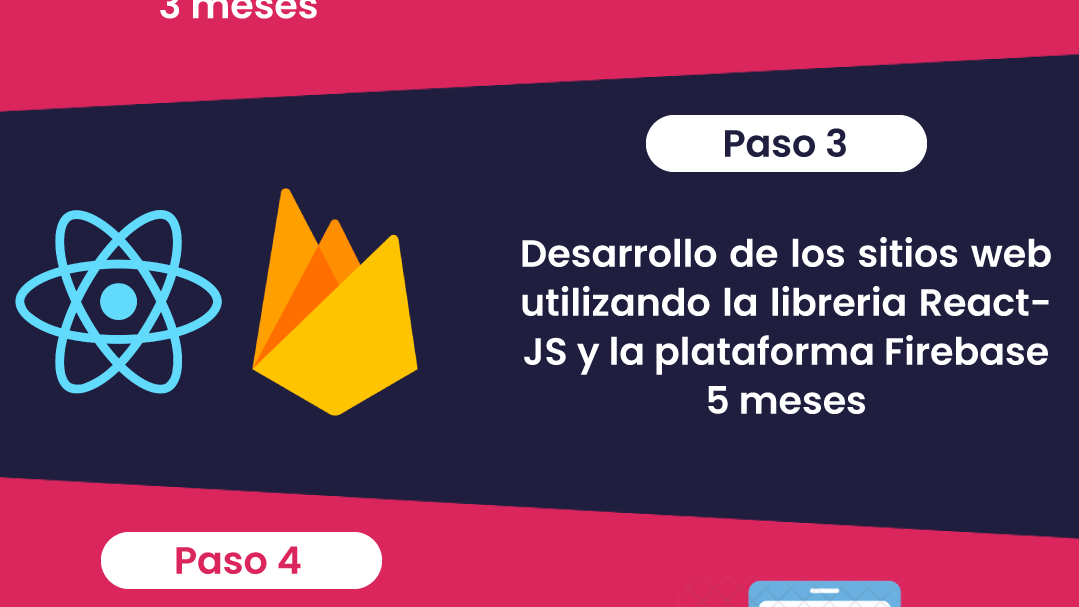 3 meses
Paso 3
Desarrollo de los sitios web
utilizando la libreria React-
JS y la plataforma Firebase
5 meses
Paso 4